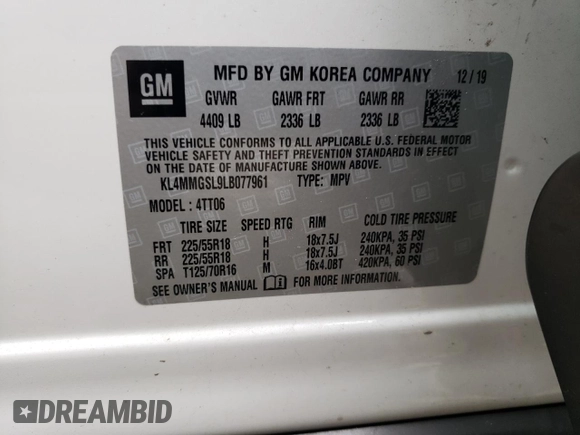 GM
MFD BY GM KOREA COMPANY 12/19
GVWR GAWR FRT GAWR RR
4409 LB 2336 LB 2336 LB
THIS VEHICLE CONFORMS TO ALL APPLICABLE U.S. FEDERAL MOTOR
VEHICLE SAFETY AND THEFT PREVENTION STANDARDS IN EFFECT ON THE
DATE OF MANUFACTURE SHOWN ABOVE.
KL4MMGSL9LB077961 TYPE: MPV
MODEL: 4TT06
TIRE SIZE SPEED RTG RIM COLD TIRE PRESSURE
FRT 225/55R18 H 18x7.5J 240KPA, 35 PSI
RR 225/55R18 H 18x7.5J 240KPA, 35 PSI
SPA T125/70R16 M 16x4.0BT 420KPA, 60 PSI
SEE OWNER'S MANUAL FOR MORE INFORMATION
DREAMBID